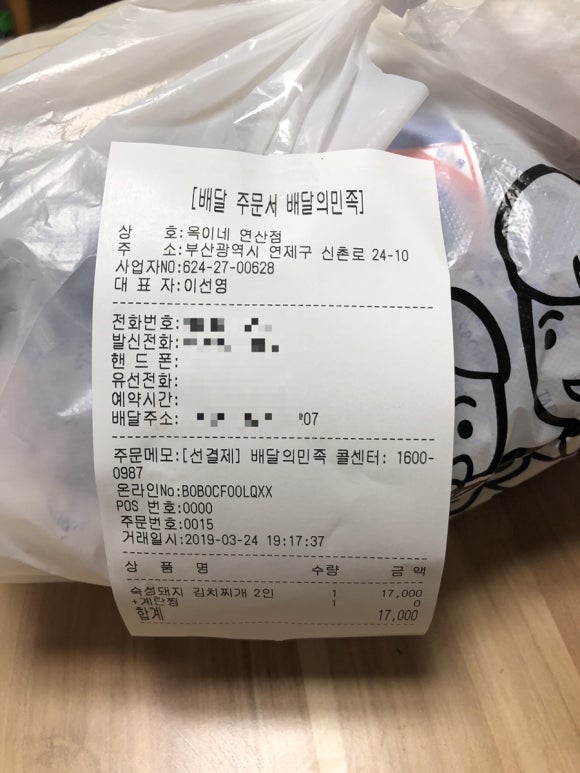 [배달 주문서 배달의민족]
상 호:옥이네 연산점
주 소:부산광역시 연제구 신촌로 24-10
사업자NO:624-27-00628
대 표 자:이선영
전화번호:
발신전화:
핸 드 폰:
유선전화:
예약시간:
배달주소: 07
주문메모:[선결제] 배달의민족 콜센터: 1600-
0987
온라인No:B0B0CF00LQXX
POS 번호:0000
주문번호:0015
거래일시:2019-03-24 19:17:37
상 품 명 수량 금 액
숙성돼지 김치찌개 2인 1 17,000
+계란찜 1 0
합계 17,000